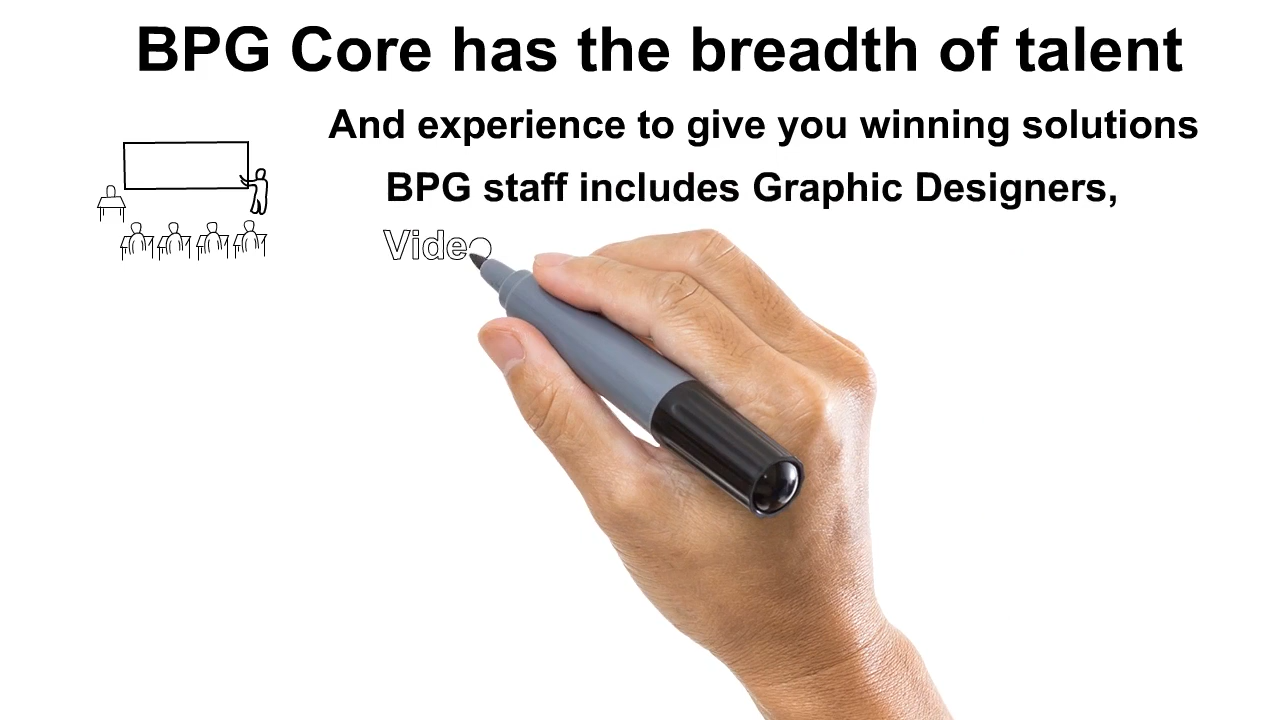 BPG Core has the breadth of talent
And experience to give you winning solutions
BPG staff includes Graphic Designers,
Video